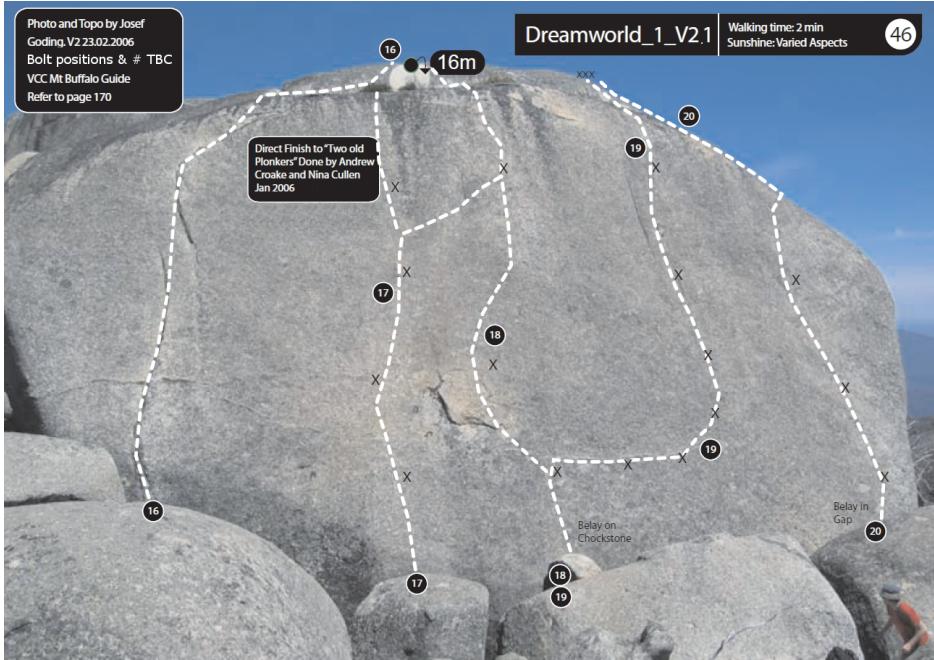 Photo and Topo by Josef
Goding. V2 23.02.2006
Bolt positions & # TBC
VCC Mt Buffalo Guide
Refer to page 170
Dreamworld_1_V2.1
Walking time: 2 min
Sunshine: Varied Aspects
46
16
16m
xxx
20
19
Direct Finish to "Two old
Plonkers" Done by Andrew
Croake and Nina Cullen
Jan 2006
X
X
X
X
X
X
17
18
X
X
X
X
X
19
X
X
X
X
X
X
Belay in
Gap
16
Belay on
Chockstone
20
18
17
19